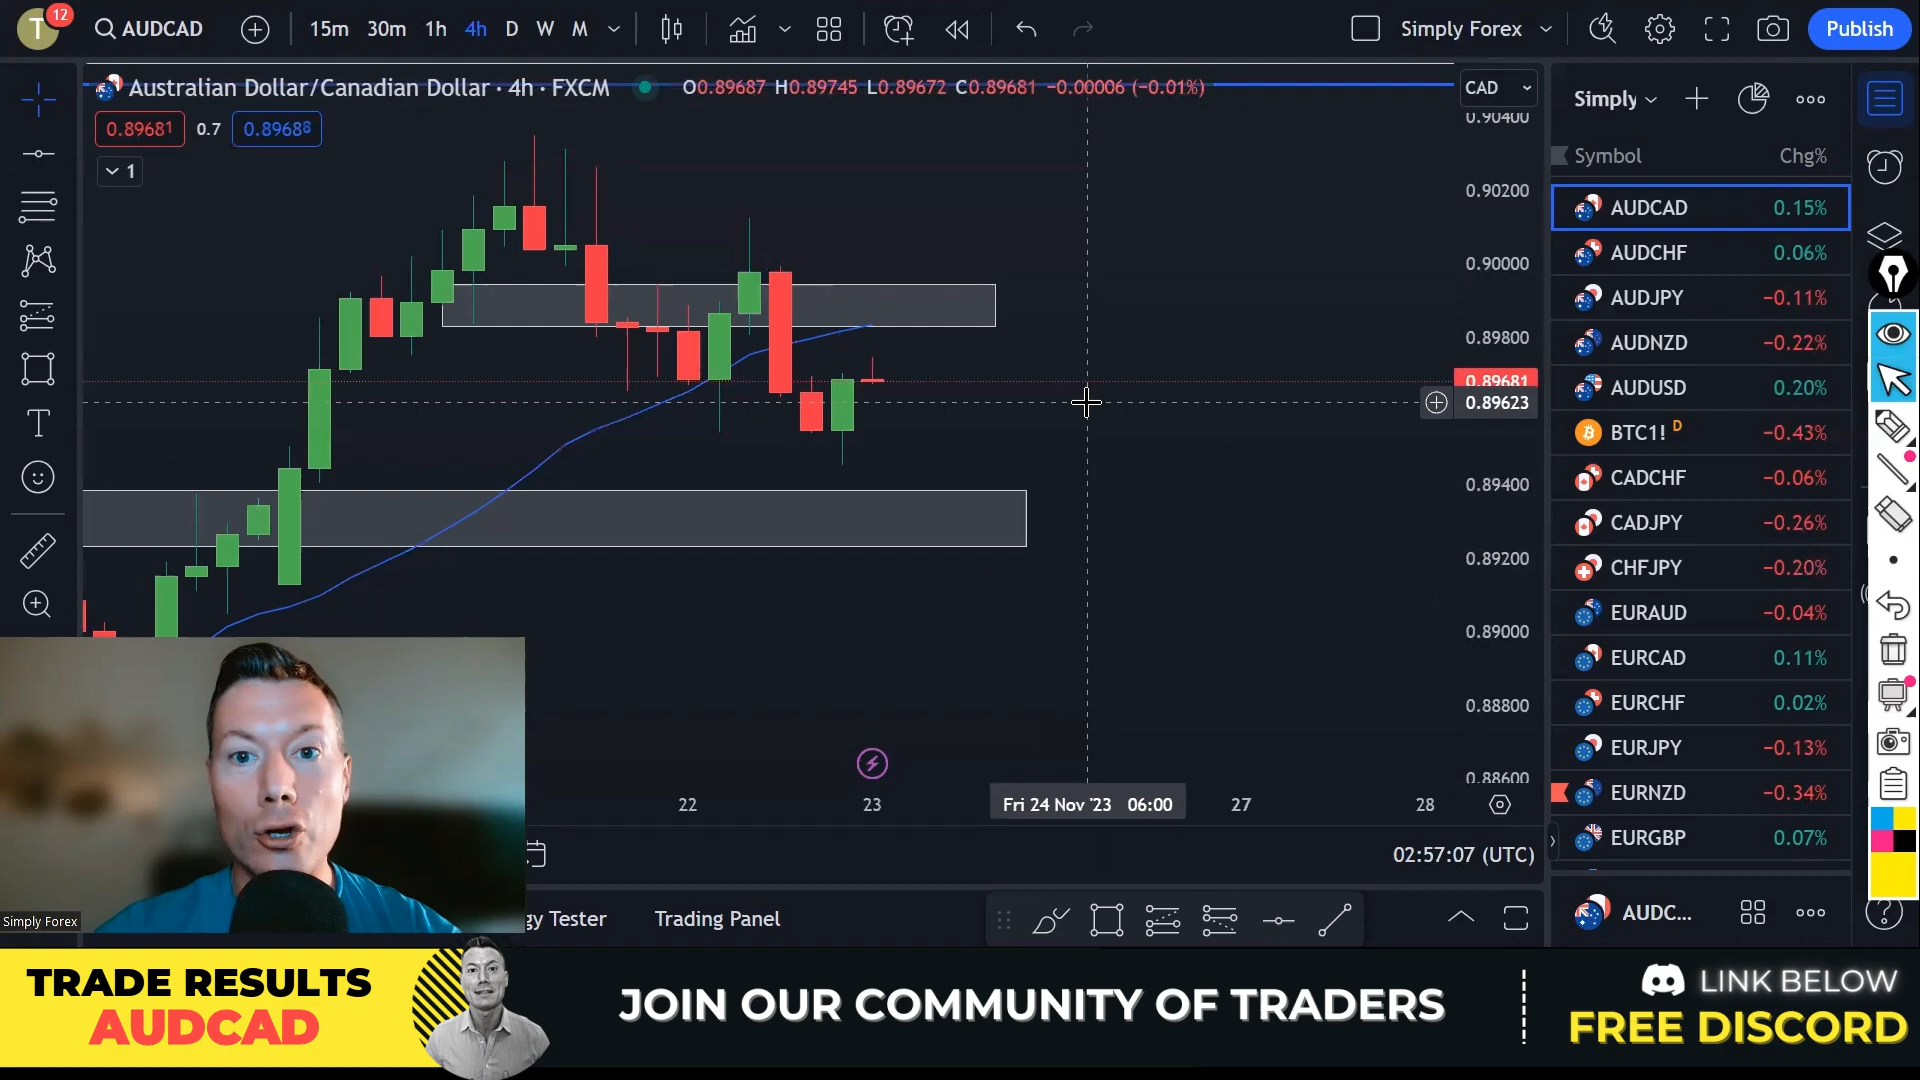 T
12
AUDCAD
15m 30m 1h 4h D W M
Simply Forex
Publish
Australian Dollar/Canadian Dollar · 4h · FXCM
O0.89687 H0.89745 L0.89672 C0.89681 −0.00006 (−0.01%)
CAD
0.89681 0.7 0.89688
1
0.90400
0.90200
0.90000
0.89800
0.89681
0.89623
0.89400
0.89200
0.89000
0.88800
0.88600
22 23 Fri 24 Nov '23 06:00 27 28
02:57:07 (UTC)
gy Tester Trading Panel
Simply
Symbol Chg%
AUDCAD 0.15%
AUDCHF 0.06%
AUDJPY −0.11%
AUDNZD −0.22%
AUDUSD 0.20%
BTC1! D −0.43%
CADCHF −0.06%
CADJPY −0.26%
CHFJPY −0.20%
EURAUD −0.04%
EURCAD 0.11%
EURCHF 0.02%
EURJPY −0.13%
EURNZD −0.34%
EURGBP 0.07%
AUDC...
Simply Forex
TRADE RESULTS
AUDCAD
JOIN OUR COMMUNITY OF TRADERS
LINK BELOW
FREE DISCORD